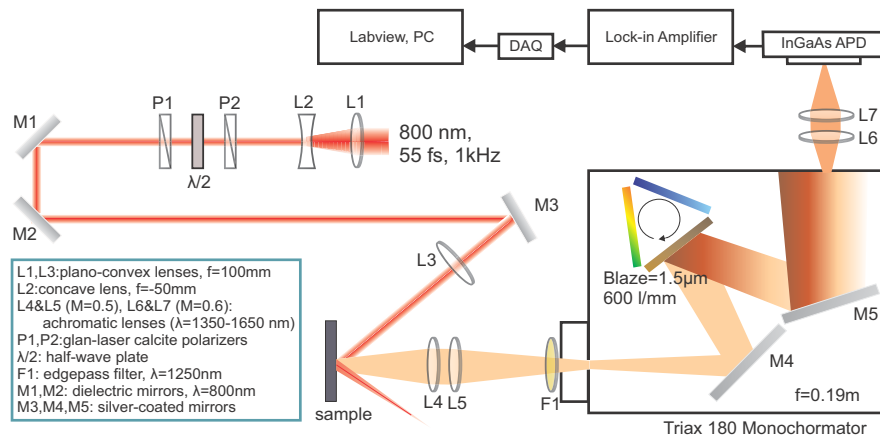 Labview, PC
DAQ
Lock-in Amplifier
InGaAs APD
P1
P2
L2
L1
M1
L7
L6
800 nm,
55 fs, 1kHz
λ/2
M3
M2
L3
Blaze=1.5µm
600 l/mm
L1,L3:plano-convex lenses, f=100mm
L2:concave lens, f=-50mm
L4&L5 (M=0.5), L6&L7 (M=0.6):
achromatic lenses (λ=1350-1650 nm)
P1,P2:glan-laser calcite polarizers
λ/2: half-wave plate
F1: edgepass filter, λ=1250nm
M1,M2: dielectric mirrors, λ=800nm
M3,M4,M5: silver-coated mirrors
M5
M4
L4
L5
F1
f=0.19m
sample
Triax 180 Monochormator